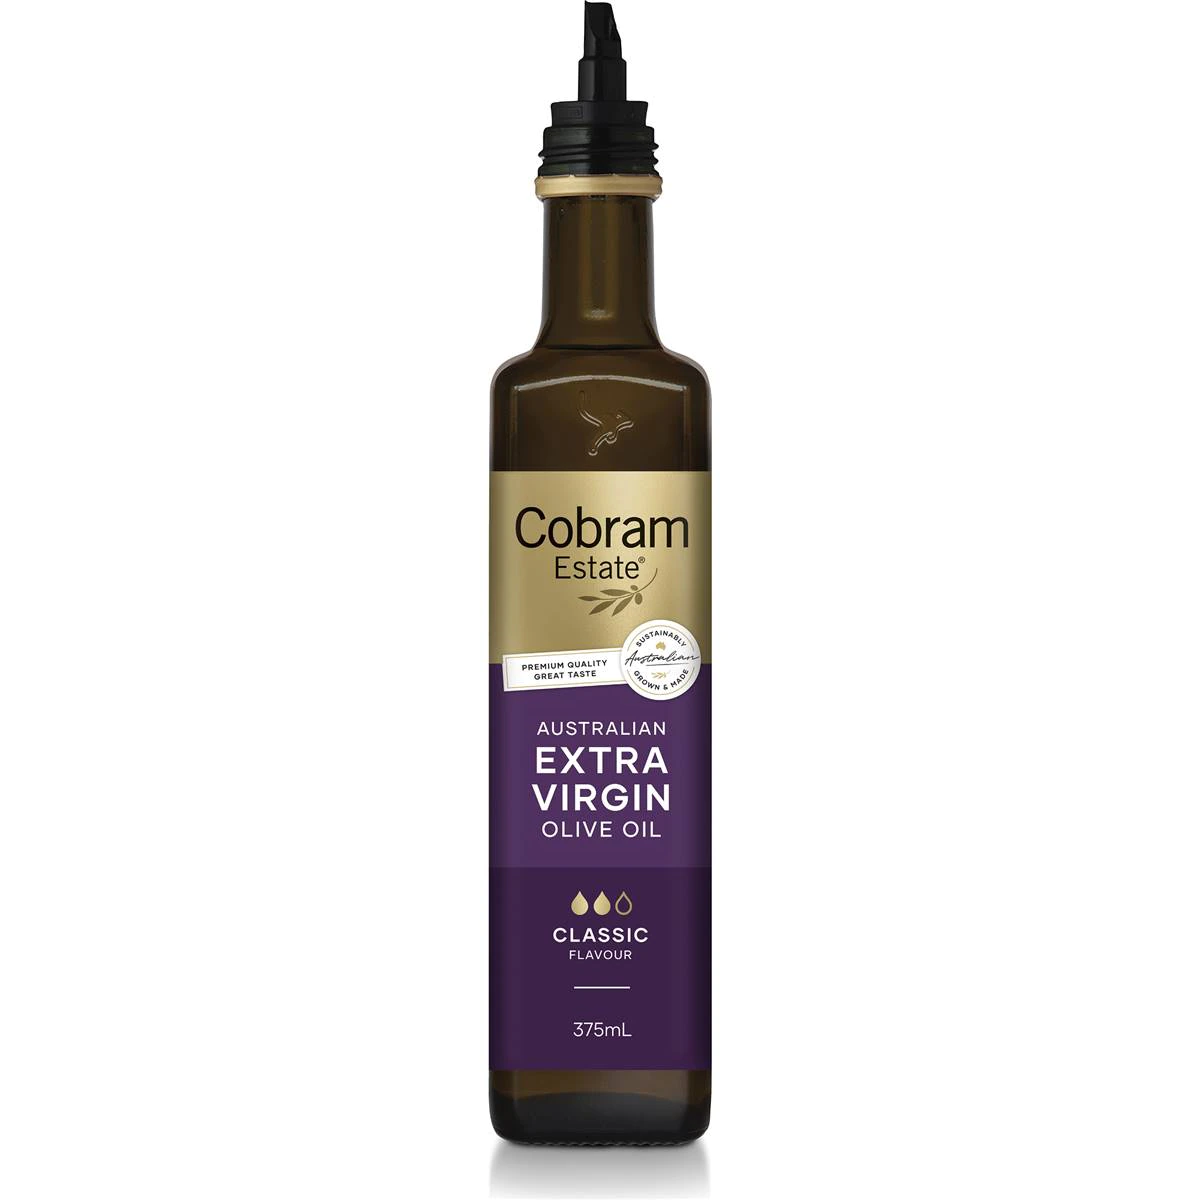 Cobram
Estate®
SUSTAINABLY
Australian
GROWN & MADE
PREMIUM QUALITY
GREAT TASTE
AUSTRALIAN
EXTRA
VIRGIN
OLIVE OIL
CLASSIC
FLAVOUR
375mL